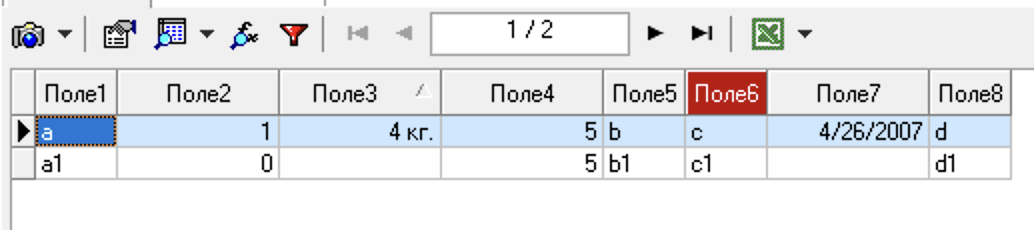 1 / 2
Поле1 Поле2 Поле3 Поле4 Поле5 Поле6 Поле7 Поле8
a 1 4 кг. 5 b c 4/26/2007 d
a1 0 5 b1 c1 d1